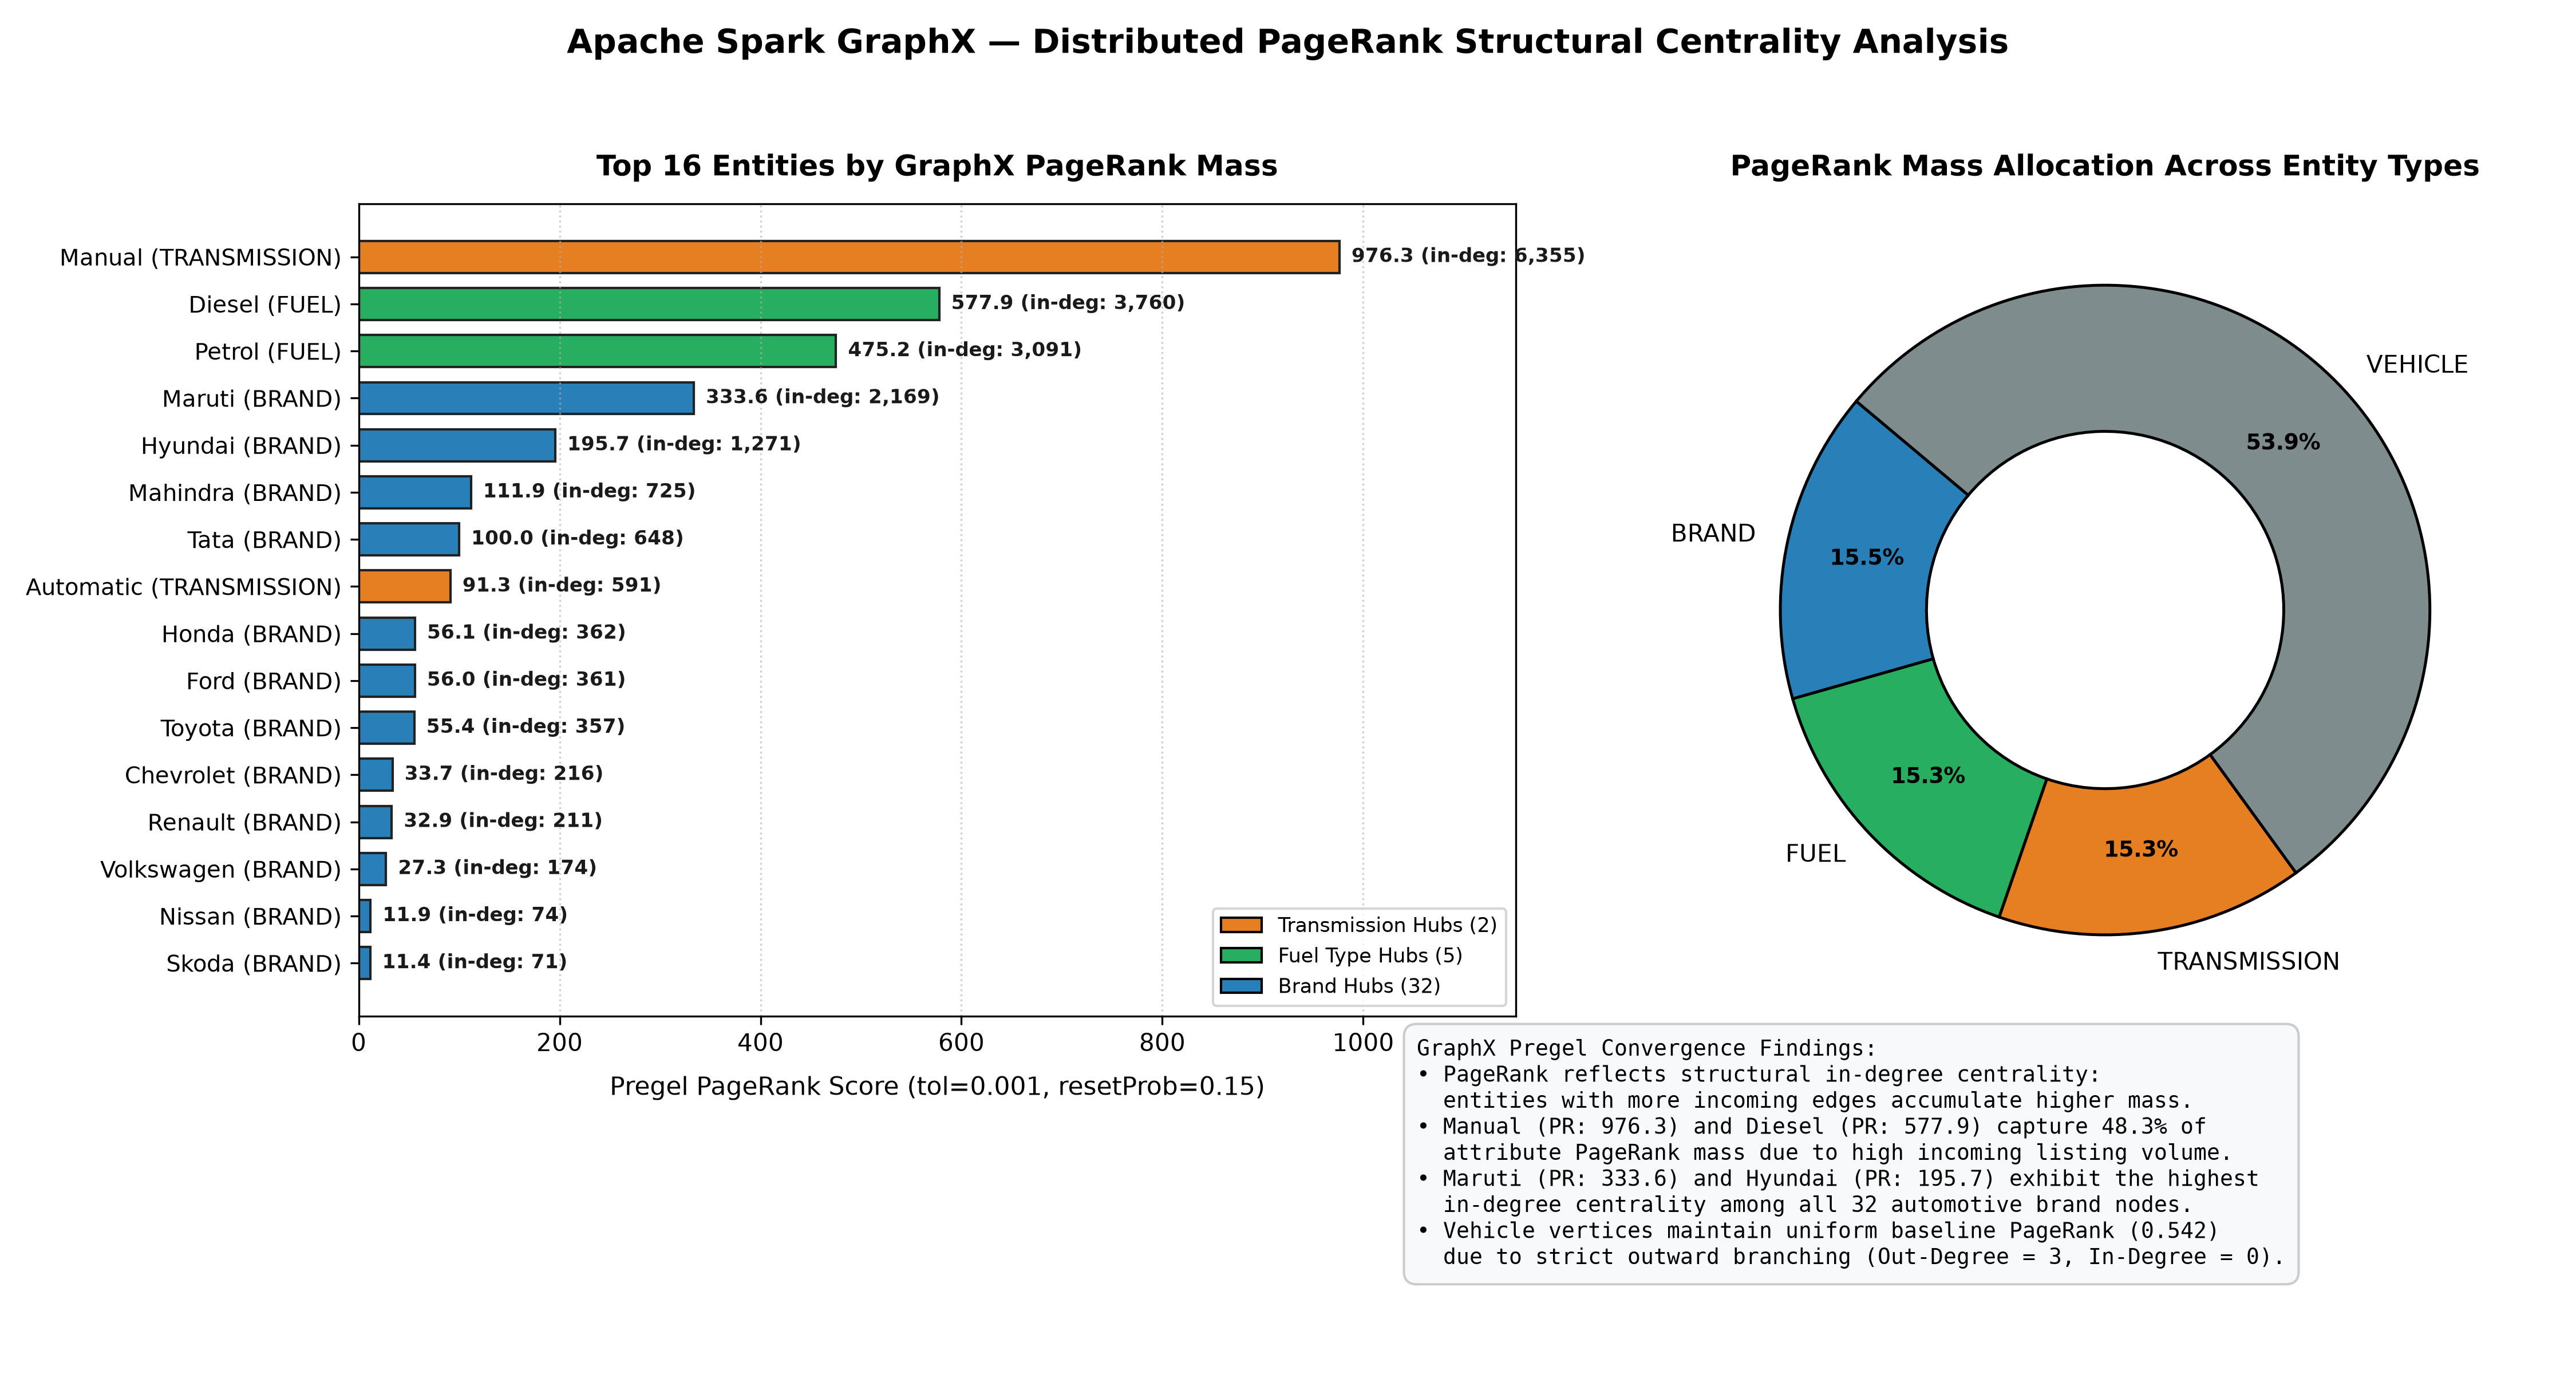 Apache Spark GraphX — Distributed PageRank Structural Centrality Analysis
Top 16 Entities by GraphX PageRank Mass
Manual (TRANSMISSION) 976.3 (in-deg: 6,355)
Diesel (FUEL) 577.9 (in-deg: 3,760)
Petrol (FUEL) 475.2 (in-deg: 3,091)
Maruti (BRAND) 333.6 (in-deg: 2,169)
Hyundai (BRAND) 195.7 (in-deg: 1,271)
Mahindra (BRAND) 111.9 (in-deg: 725)
Tata (BRAND) 100.0 (in-deg: 648)
Automatic (TRANSMISSION) 91.3 (in-deg: 591)
Honda (BRAND) 56.1 (in-deg: 362)
Ford (BRAND) 56.0 (in-deg: 361)
Toyota (BRAND) 55.4 (in-deg: 357)
Chevrolet (BRAND) 33.7 (in-deg: 216)
Renault (BRAND) 32.9 (in-deg: 211)
Volkswagen (BRAND) 27.3 (in-deg: 174)
Nissan (BRAND) 11.9 (in-deg: 74)
Skoda (BRAND) 11.4 (in-deg: 71)
Transmission Hubs (2)
Fuel Type Hubs (5)
Brand Hubs (32)
0 200 400 600 800 1000
Pregel PageRank Score (tol=0.001, resetProb=0.15)
PageRank Mass Allocation Across Entity Types
VEHICLE
53.9%
BRAND
15.5%
FUEL
15.3%
TRANSMISSION
15.3%
GraphX Pregel Convergence Findings:
• PageRank reflects structural in-degree centrality:
entities with more incoming edges accumulate higher mass.
• Manual (PR: 976.3) and Diesel (PR: 577.9) capture 48.3% of
attribute PageRank mass due to high incoming listing volume.
• Maruti (PR: 333.6) and Hyundai (PR: 195.7) exhibit the highest
in-degree centrality among all 32 automotive brand nodes.
• Vehicle vertices maintain uniform baseline PageRank (0.542)
due to strict outward branching (Out-Degree = 3, In-Degree = 0).